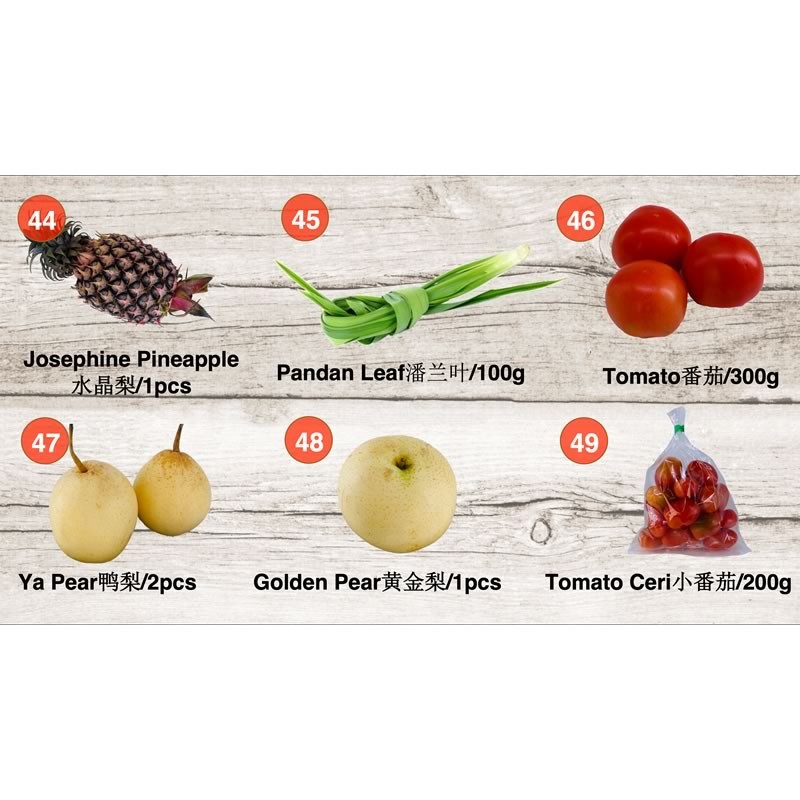 44
45
46
Josephine Pineapple
水晶梨/1pcs
Pandan Leaf潘兰叶/100g
Tomato番茄/300g
47
48
49
Ya Pear鸭梨/2pcs
Golden Pear黄金梨/1pcs
Tomato Ceri小番茄/200g